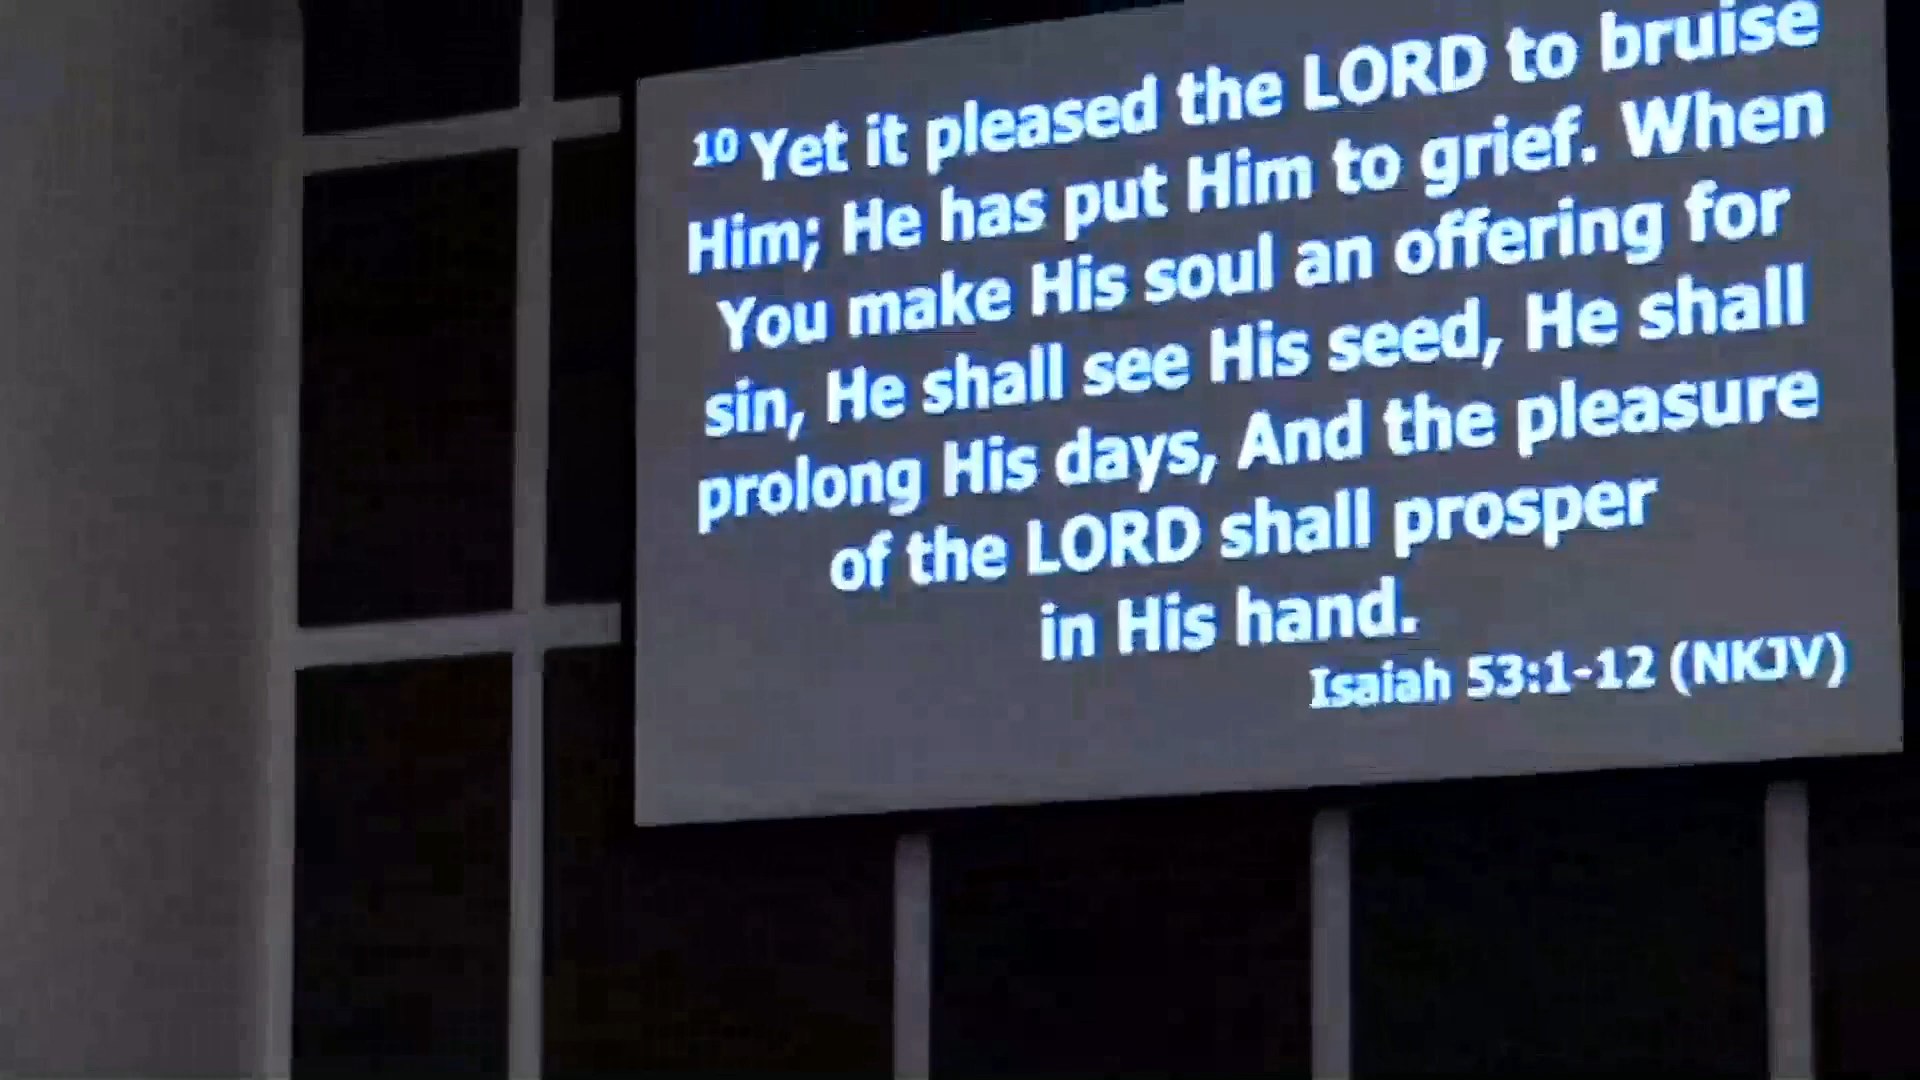 10 Yet it pleased the LORD to bruise
Him; He has put Him to grief. When
You make His soul an offering for
sin, He shall see His seed, He shall
prolong His days, And the pleasure
of the LORD shall prosper
in His hand.
Isaiah 53:1-12 (NKJV)